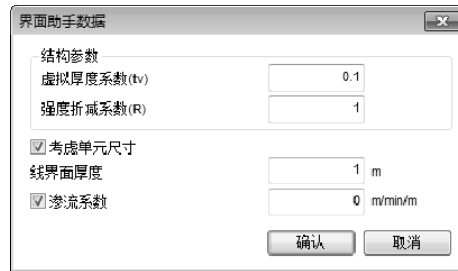 界面助手数据
结构参数
虚拟厚度系数(tv) 0.1
强度折减系数(R) 1
考虑单元尺寸
线界面厚度 1 m
渗流系数 0 m/min/m
确认 取消